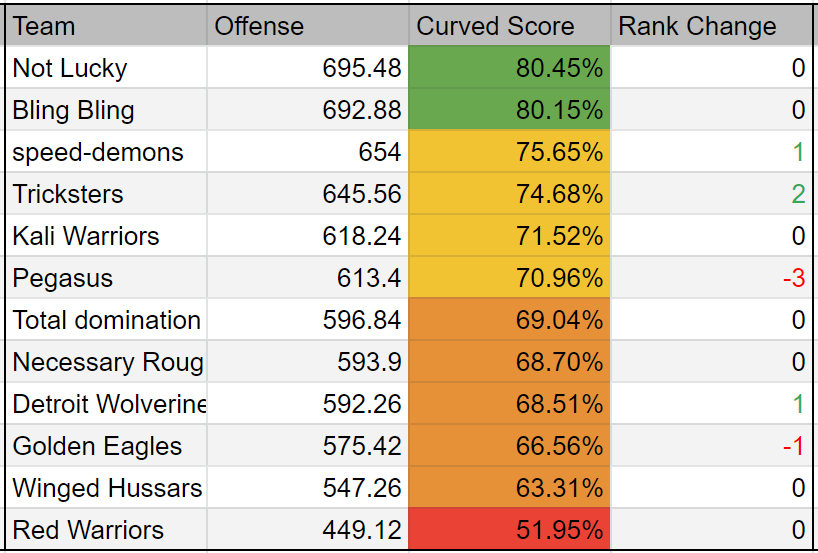 Team Offense Curved Score Rank Change
Not Lucky 695.48 80.45% 0
Bling Bling 692.88 80.15% 0
speed-demons 654 75.65% 1
Tricksters 645.56 74.68% 2
Kali Warriors 618.24 71.52% 0
Pegasus 613.4 70.96% -3
Total domination 596.84 69.04% 0
Necessary Roug 593.9 68.70% 0
Detroit Wolverine 592.26 68.51% 1
Golden Eagles 575.42 66.56% -1
Winged Hussars 547.26 63.31% 0
Red Warriors 449.12 51.95% 0